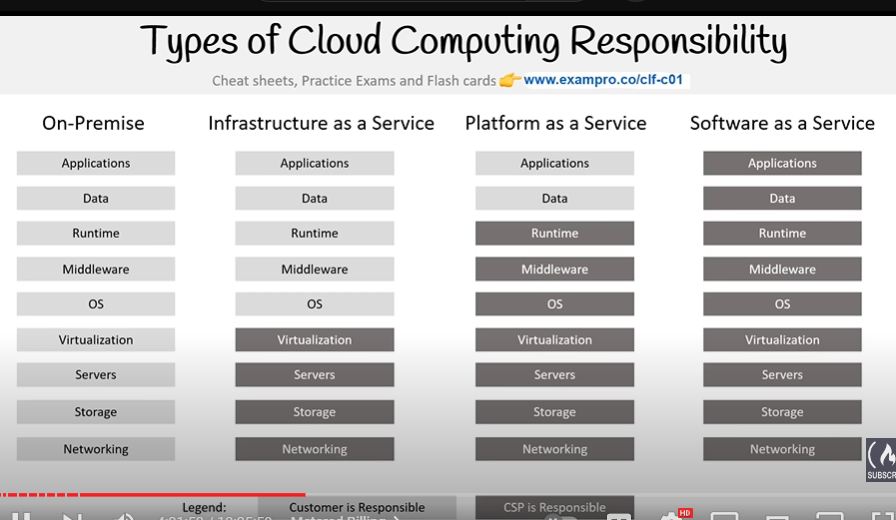 Types of Cloud Computing Responsibility
Cheat sheets, Practice Exams and Flash cards 👉 www.exampro.co/clf-c01
On-Premise Infrastructure as a Service Platform as a Service Software as a Service
Applications Applications Applications Applications
Data Data Data Data
Runtime Runtime Runtime Runtime
Middleware Middleware Middleware Middleware
OS OS OS OS
Virtualization Virtualization Virtualization Virtualization
Servers Servers Servers Servers
Storage Storage Storage Storage
Networking Networking Networking Networking
SUBSCR
Legend: Customer is Responsible CSP is Responsible
HD